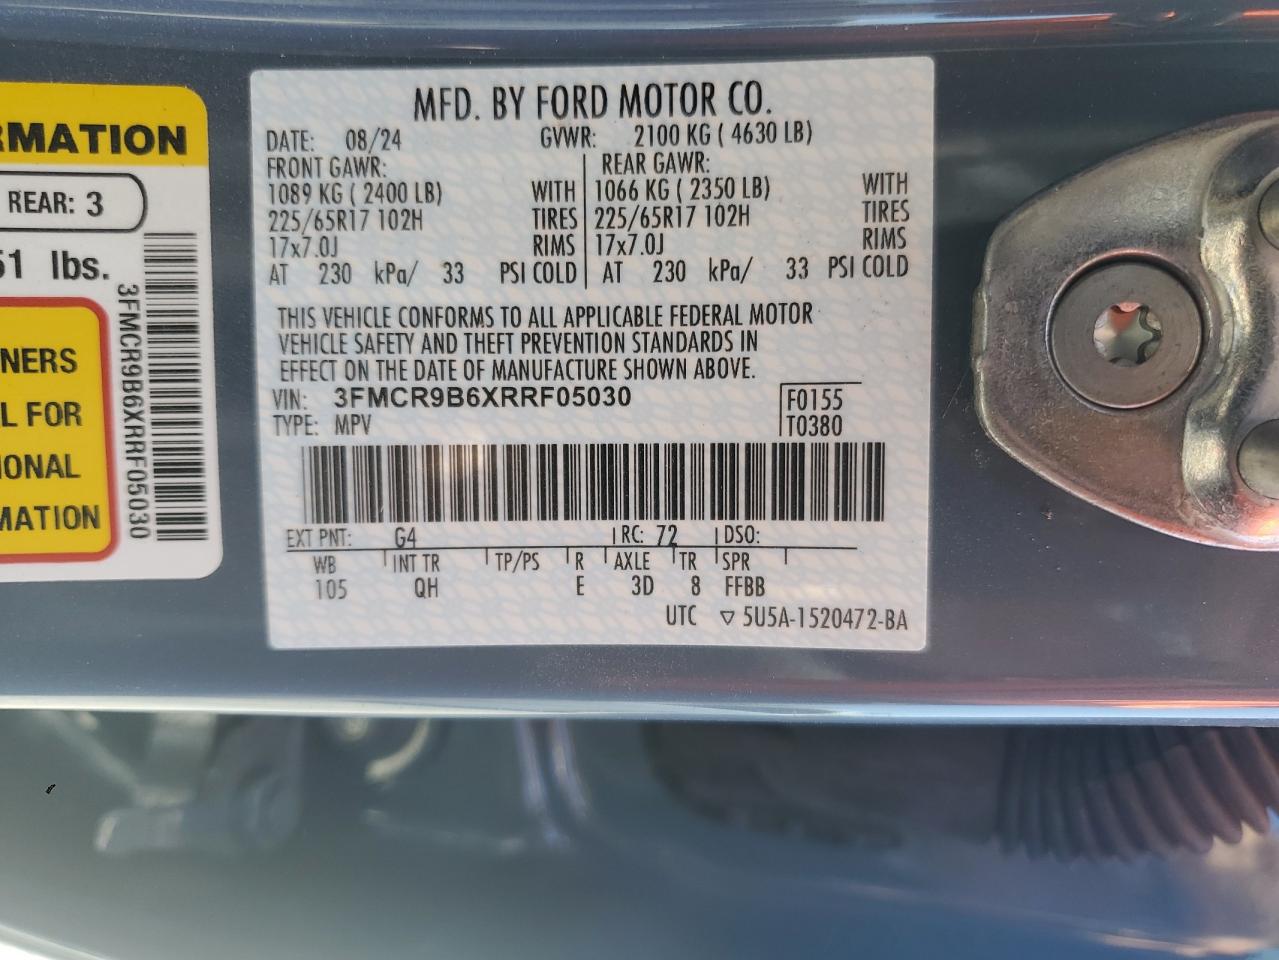 RMATION
REAR: 3
51 lbs.
NERS
L FOR
IONAL
MATION
3FMCR9B6XRRF05030
MFD. BY FORD MOTOR CO.
DATE: 08/24 GVWR: 2100 KG ( 4630 LB)
FRONT GAWR: REAR GAWR:
1089 KG ( 2400 LB) WITH 1066 KG ( 2350 LB) WITH
225/65R17 102H TIRES 225/65R17 102H TIRES
17x7.0J RIMS 17x7.0J RIMS
AT 230 kPa/ 33 PSI COLD AT 230 kPa/ 33 PSI COLD
THIS VEHICLE CONFORMS TO ALL APPLICABLE FEDERAL MOTOR
VEHICLE SAFETY AND THEFT PREVENTION STANDARDS IN
EFFECT ON THE DATE OF MANUFACTURE SHOWN ABOVE.
VIN: 3FMCR9B6XRRF05030 F0155
TYPE: MPV T0380
EXT PNT: G4 RC: 72 DSO:
WB INT TR TP/PS R AXLE TR SPR
105 QH E 3D 8 FFBB
UTC ▽ 5U5A-1520472-BA